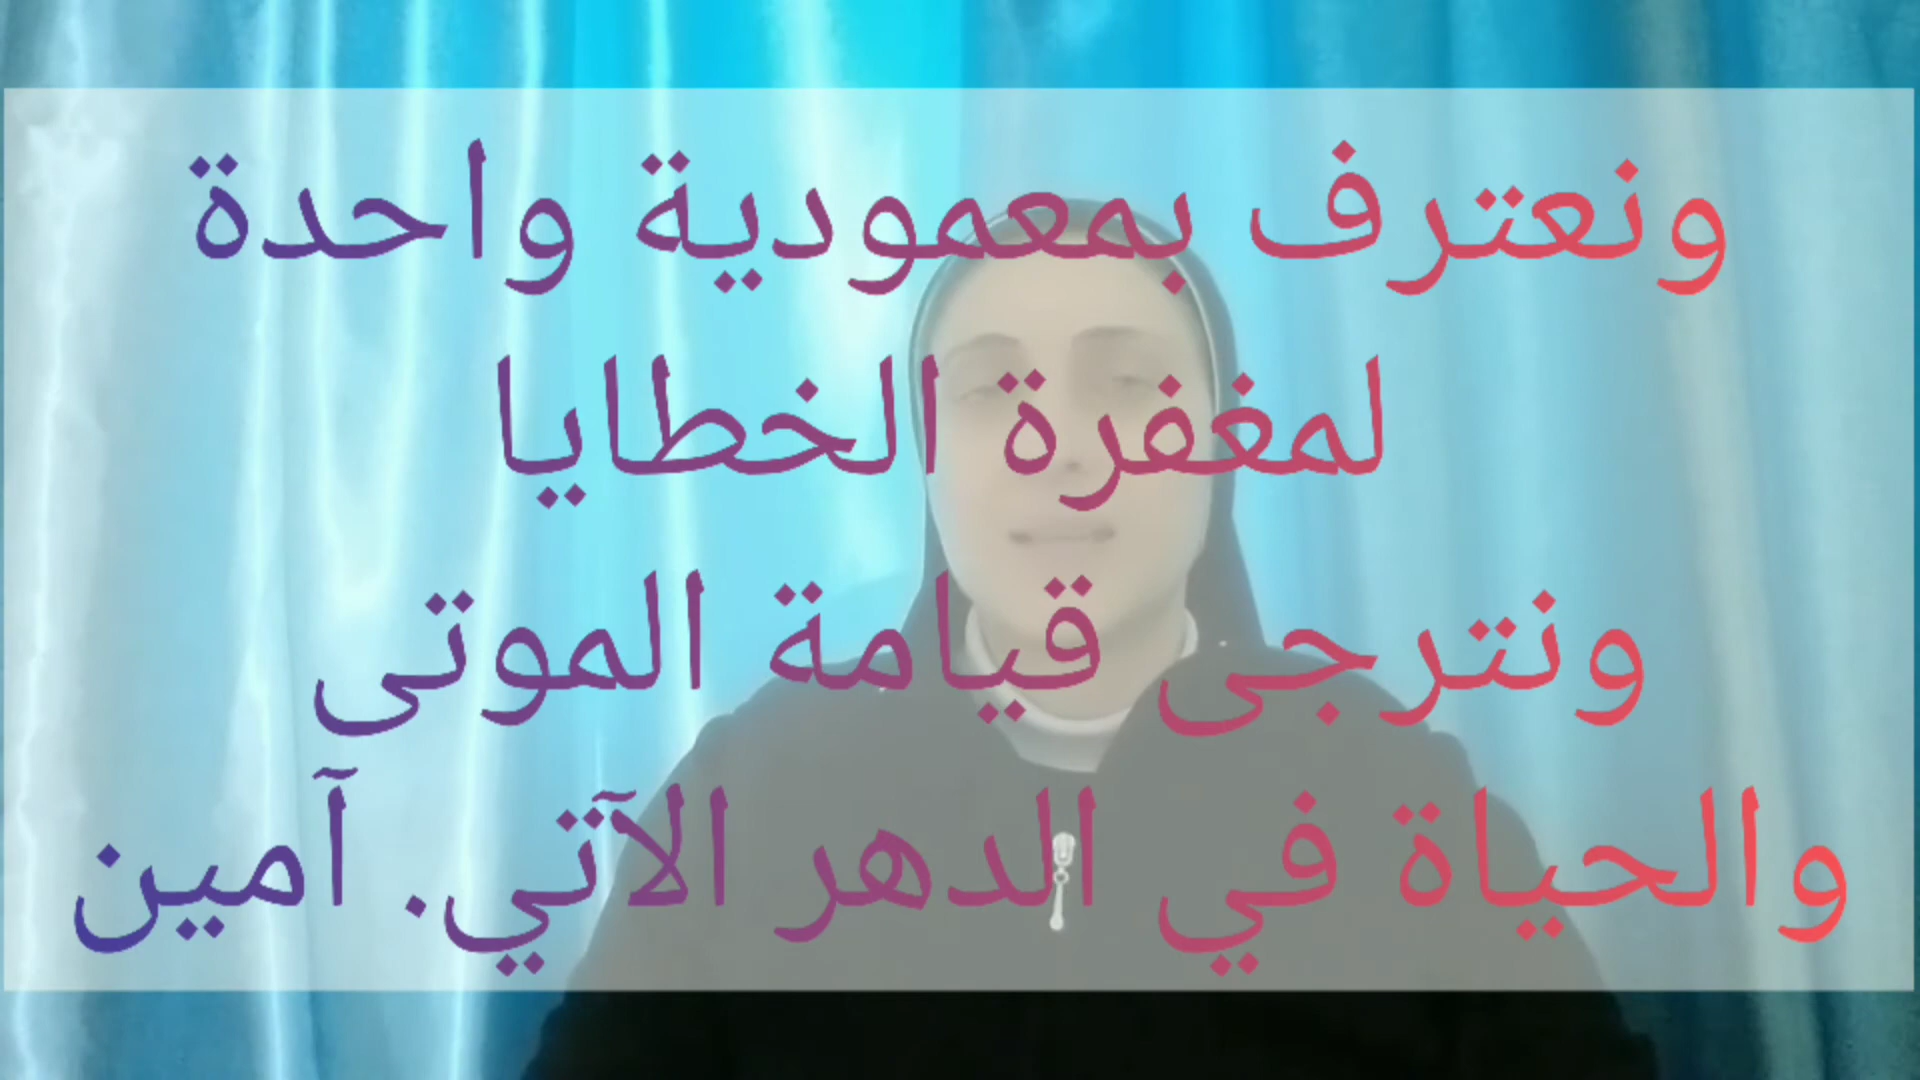 ونعترف بمعمودية واحدة
لمغفرة الخطايا
ونترجى قيامة الموتى
والحياة في الدهر الآتي. آمين